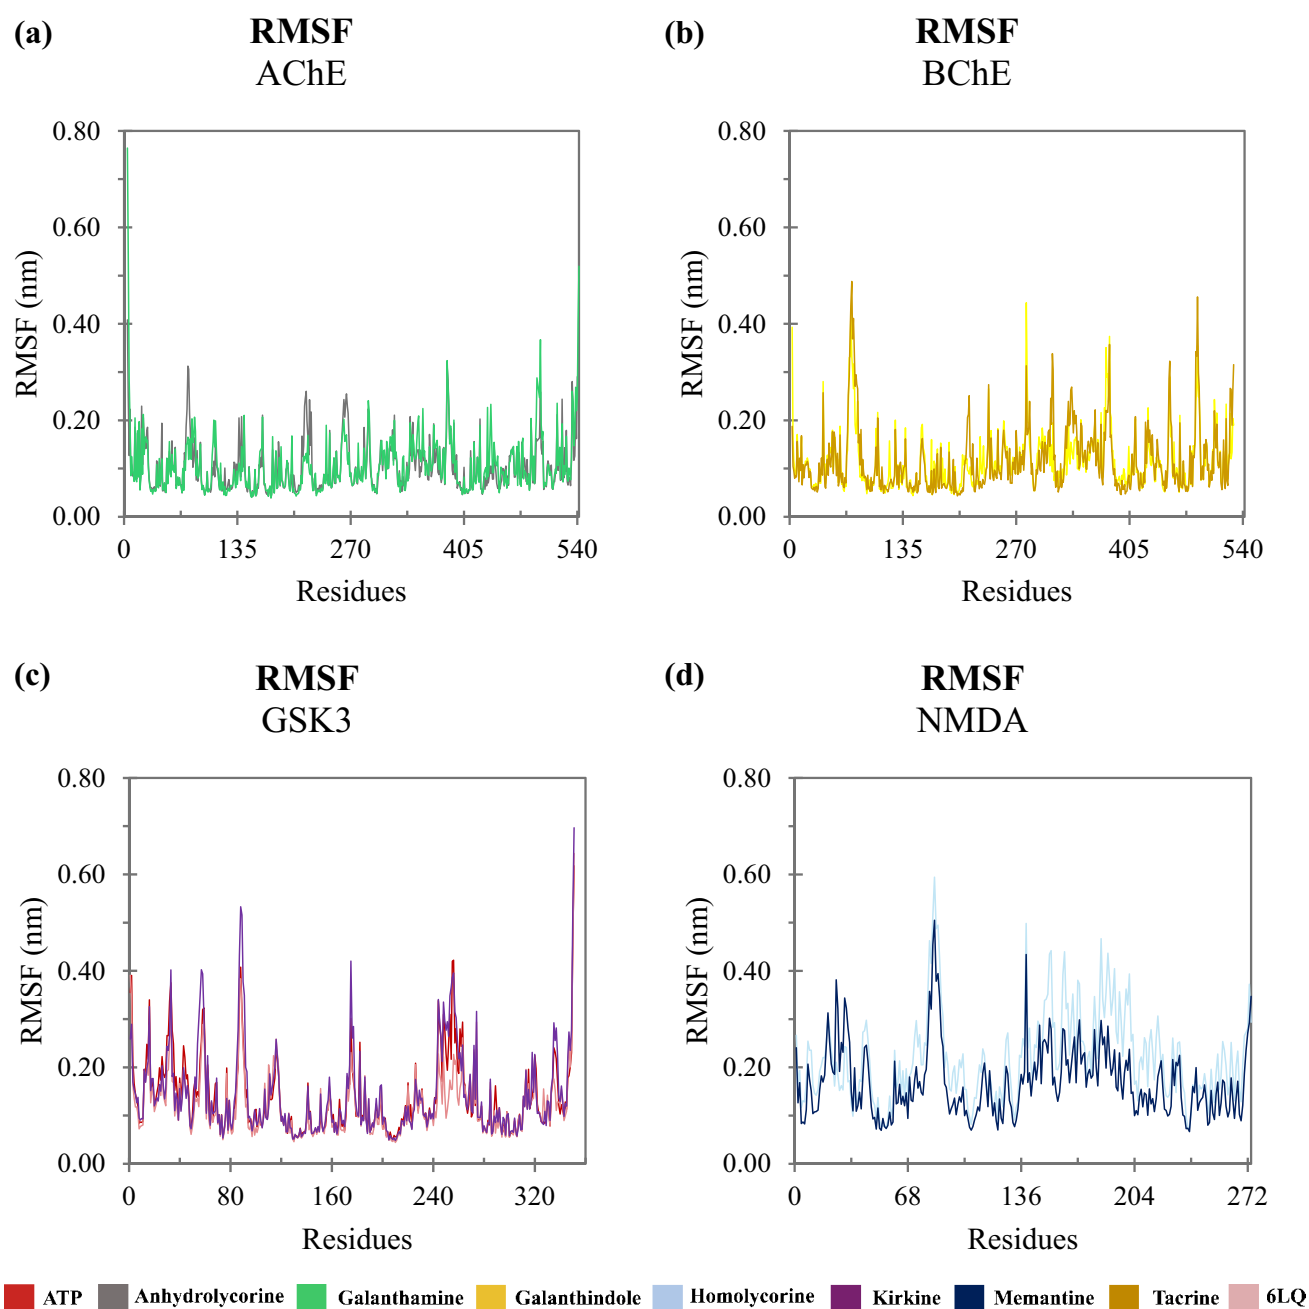 (a)
RMSF
AChE
0.80
0.60
0.40
0.20
0.00
RMSF (nm)
0 135 270 405 540
Residues
(b)
RMSF
BChE
0.80
0.60
0.40
0.20
0.00
RMSF (nm)
0 135 270 405 540
Residues
(c)
RMSF
GSK3
0.80
0.60
0.40
0.20
0.00
RMSF (nm)
0 80 160 240 320
Residues
(d)
RMSF
NMDA
0.80
0.60
0.40
0.20
0.00
RMSF (nm)
0 68 136 204 272
Residues
ATP Anhydrolycorine Galanthamine Galanthindole Homolycorine Kirkine Memantine Tacrine 6LQ